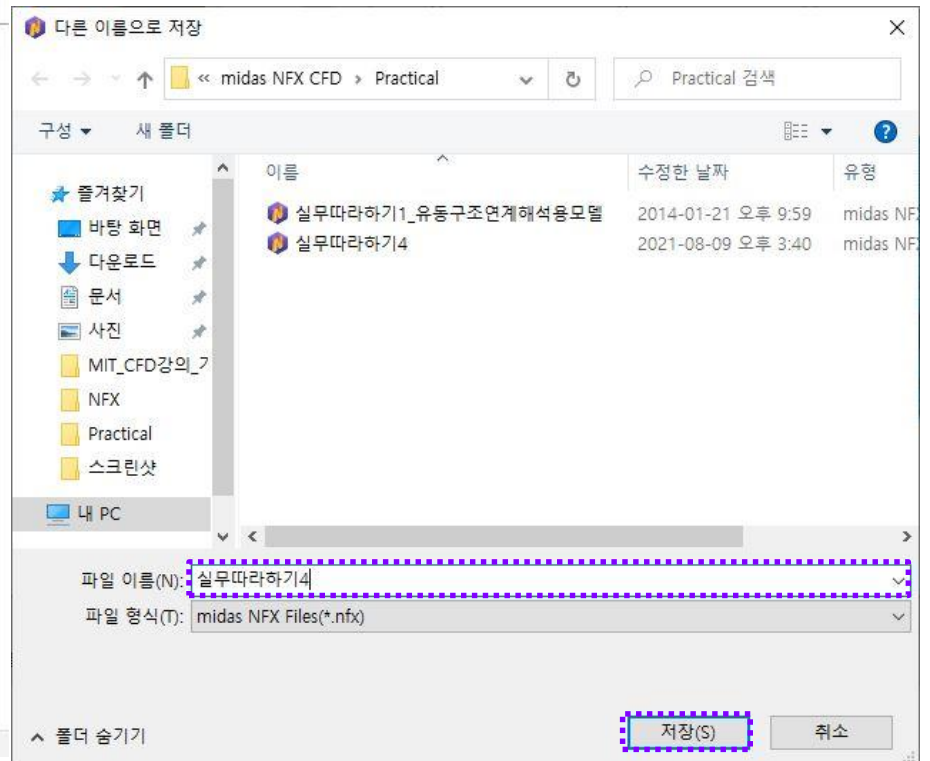 다른 이름으로 저장
« midas NFX CFD › Practical
Practical 검색
구성
새 폴더
이름
수정한 날짜
유형
즐겨찾기
바탕 화면
다운로드
문서
사진
MIT_CFD강의_기
NFX
Practical
스크린샷
내 PC
실무따라하기1_유동구조연계해석용모델 2014-01-21 오후 9:59 midas NF
실무따라하기4 2021-08-09 오후 3:40 midas NF
파일 이름(N): 실무따라하기4
파일 형식(T): midas NFX Files(*.nfx)
폴더 숨기기
저장(S)
취소